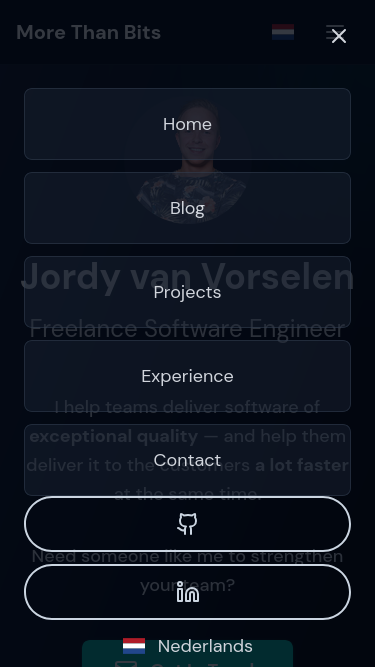 More Than Bits
Home
Blog
Jordy van Vorselen
Projects
Freelance Software Engineer
Experience
I help teams deliver software of
exceptional quality — and help them
Contact
deliver it to the customers a lot faster
at the same time.
Need someone like me to strengthen
your team?
Nederlands